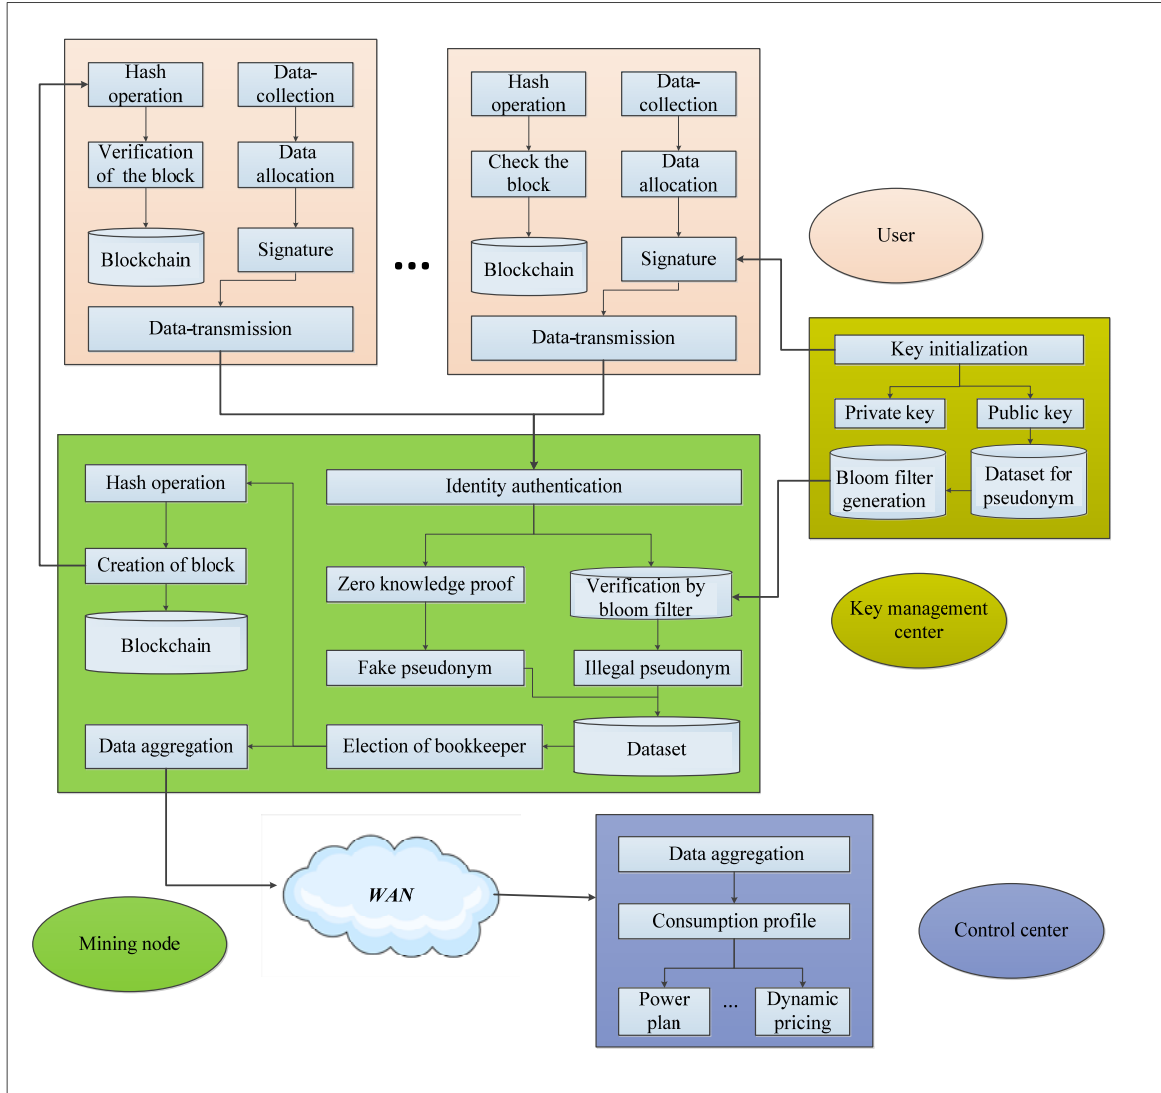 Hash
operation
Data-
collection
Verification
of the block
Data
allocation
Blockchain
Signature
Data-transmission
...
Hash
operation
Data-
collection
Check the
block
Data
allocation
Blockchain
Signature
Data-transmission
User
Key initialization
Private key
Public key
Bloom filter
generation
Dataset for
pseudonym
Key management
center
Hash operation
Identity authentication
Creation of block
Zero knowledge proof
Verification by
bloom filter
Blockchain
Fake pseudonym
Illegal pseudonym
Data aggregation
Election of bookkeeper
Dataset
Mining node
WAN
Data aggregation
Consumption profile
Power
plan
...
Dynamic
pricing
Control center